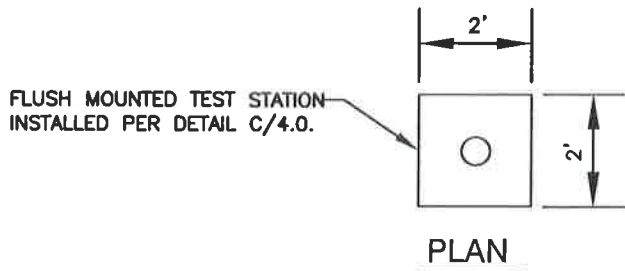 2'
FLUSH MOUNTED TEST STATION
INSTALLED PER DETAIL C/4.0.
2'
PLAN